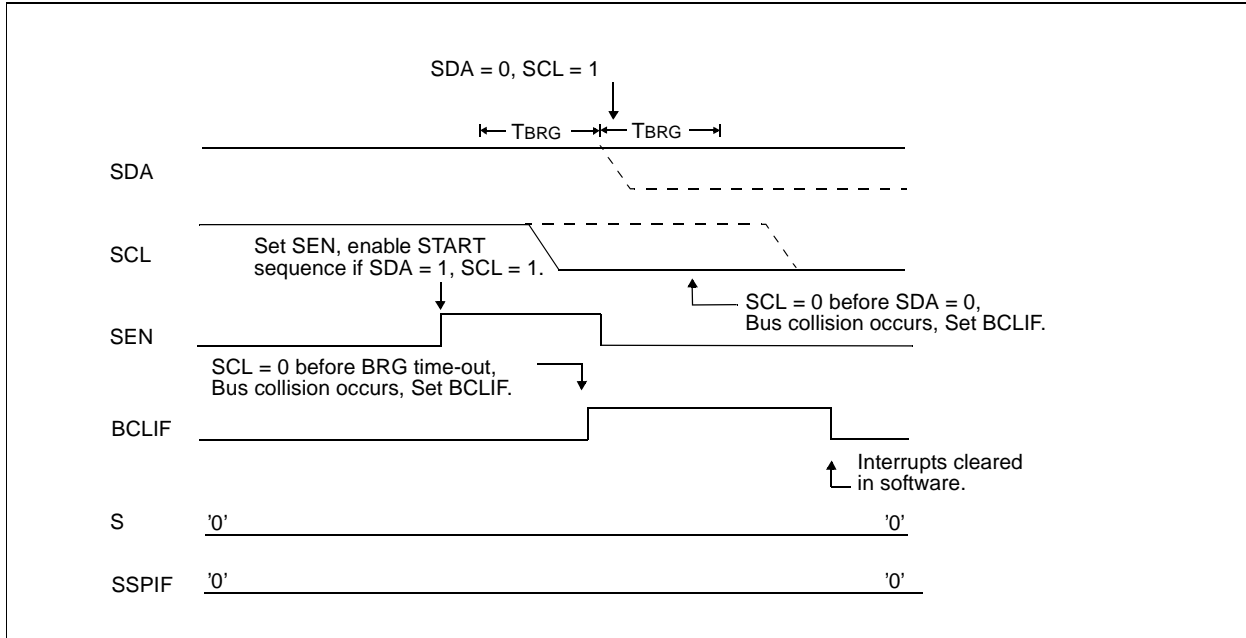 SDA = 0, SCL = 1
TBRG TBRG
SDA
SCL
Set SEN, enable START
sequence if SDA = 1, SCL = 1.
SCL = 0 before SDA = 0,
Bus collision occurs, Set BCLIF.
SEN
SCL = 0 before BRG time-out,
Bus collision occurs, Set BCLIF.
BCLIF
Interrupts cleared
in software.
S '0' '0'
SSPIF '0' '0'